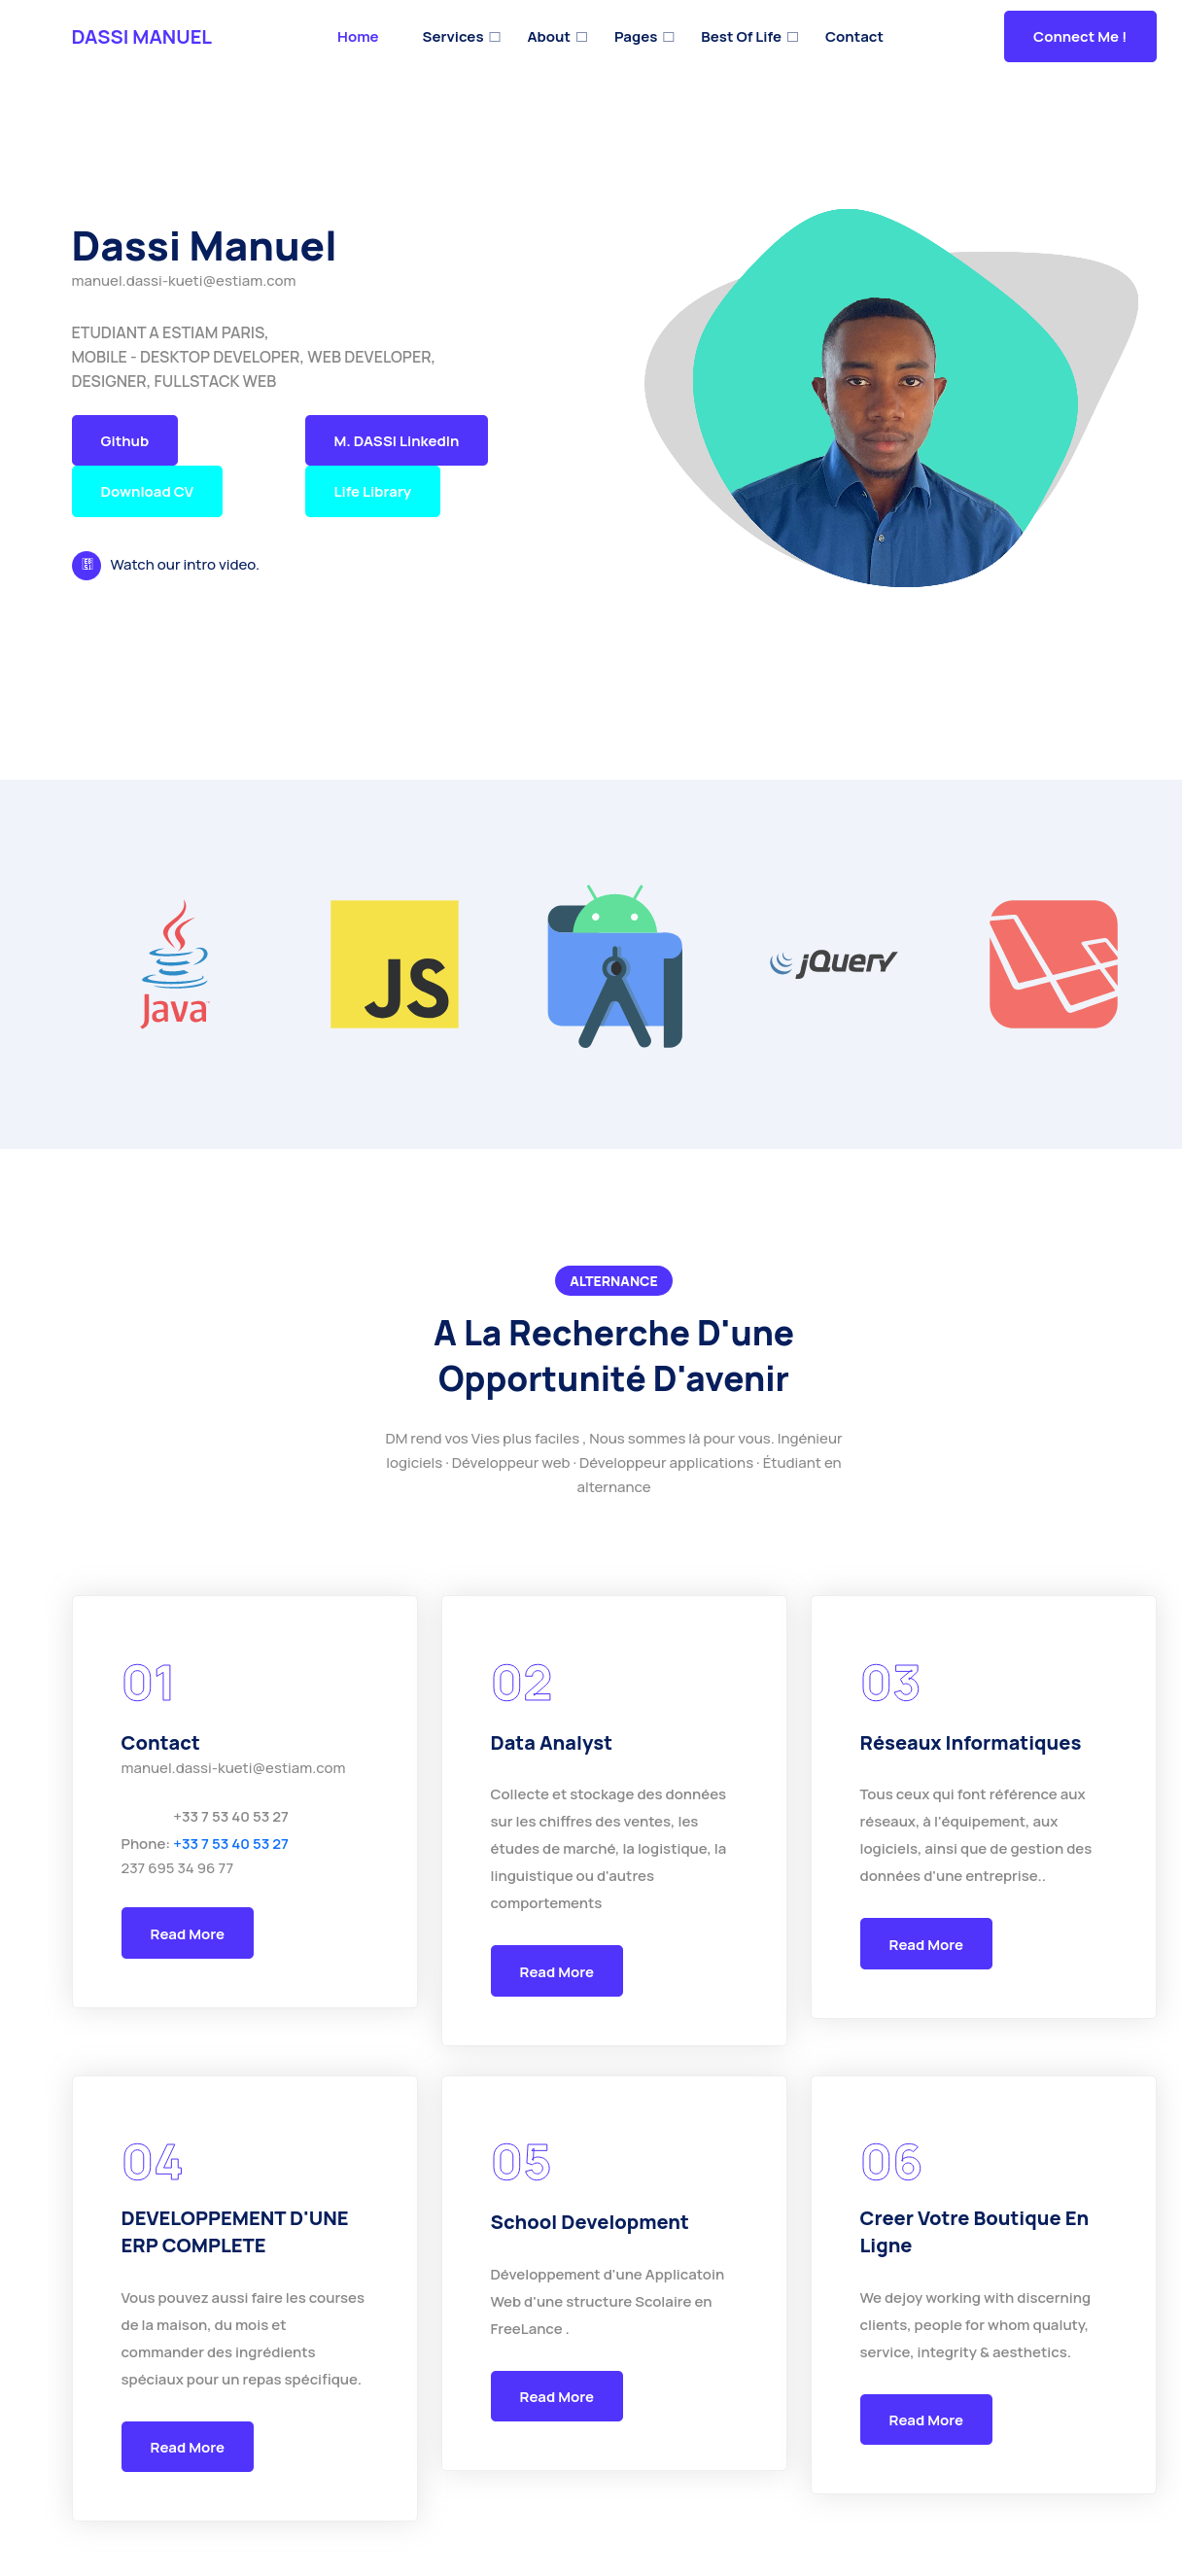 DASSI MANUEL
Home
Services
About
Pages
Best Of Life
Contact
Connect Me !
Dassi Manuel
manuel.dassi-kueti@estiam.com
ETUDIANT A ESTIAM PARIS,
MOBILE - DESKTOP DEVELOPER, WEB DEVELOPER,
DESIGNER, FULLSTACK WEB
Github
M. DASSI LinkedIn
Download CV
Life Library
Watch our intro video.
Java
JS
jQuery
ALTERNANCE
A La Recherche D'une
Opportunité D'avenir
DM rend vos Vies plus faciles , Nous sommes là pour vous. Ingénieur
logiciels · Développeur web · Développeur applications · Étudiant en
alternance
01
Contact
manuel.dassi-kueti@estiam.com
+33 7 53 40 53 27
Phone: +33 7 53 40 53 27
237 695 34 96 77
Read More
02
Data Analyst
Collecte et stockage des données
sur les chiffres des ventes, les
études de marché, la logistique, la
linguistique ou d'autres
comportements
Read More
03
Réseaux Informatiques
Tous ceux qui font référence aux
réseaux, à l'équipement, aux
logiciels, ainsi que de gestion des
données d'une entreprise..
Read More
04
DEVELOPPEMENT D'UNE
ERP COMPLETE
Vous pouvez aussi faire les courses
de la maison, du mois et
commander des ingrédients
spéciaux pour un repas spécifique.
Read More
05
School Development
Développement d'une Applicatoin
Web d'une structure Scolaire en
FreeLance .
Read More
06
Creer Votre Boutique En
Ligne
We dejoy working with discerning
clients, people for whom qualuty,
service, integrity & aesthetics.
Read More